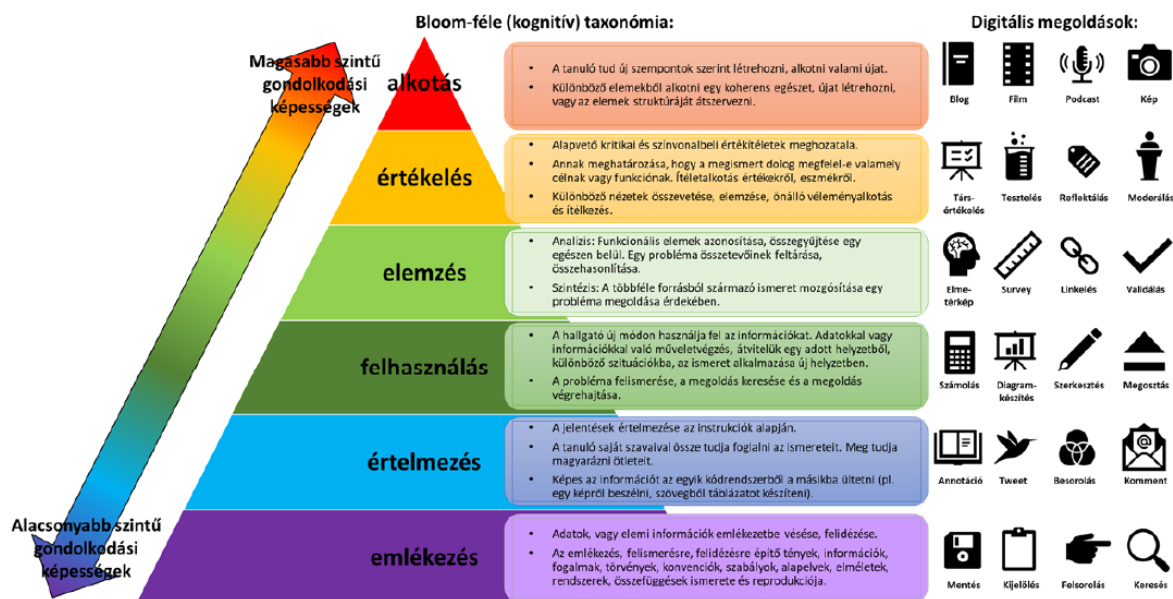 Bloom-féle (kognitív) taxonómia:
Digitális megoldások:
Magasabb szintű
gondolkodási
képességek
alkotás
• A tanuló tud új szempontok szerint létrehozni, alkotni valami újat.
• Különböző elemekből alkotni egy koherens egészet, újat létrehozni,
vagy az elemek struktúráját átszervezni.
Blog
Film
Podcast
Kép
értékelés
• Alapvető kritikai és színvonalbeli értékítéletek meghozatala.
• Annak meghatározása, hogy a megismert dolog megfelel-e valamely
célnak vagy funkciónak. Ítéletalkotás értékekről, eszmékről.
• Különböző nézetek összevetése, elemzése, önálló véleményalkotás
és ítélkezés.
Társ-
értékelés
Tesztelés
Reflektálás
Moderálás
elemzés
• Analízis: Funkcionális elemek azonosítása, összegyűjtése egy
egészen belül. Egy probléma összetevőinek feltárása,
összehasonlítása.
• Szintézis: A többféle forrásból származó ismeret mozgósítása egy
probléma megoldása érdekében.
Elme-
térkép
Survey
Linkelés
Validálás
felhasználás
• A hallgató új módon használja fel az információkat. Adatokkal vagy
információkkal való műveletvégzés, átvitelük egy adott helyzetből,
különböző szituációkba, az ismeret alkalmazása új helyzetben.
• A probléma felismerése, a megoldás keresése és a megoldás
végrehajtása.
Számolás
Diagram-
készítés
Szerkesztés
Megosztás
értelmezés
• A jelentések értelmezése az instrukciók alapján.
• A tanuló saját szavaival össze tudja foglalni az ismereteit. Meg tudja
magyarázni ötleteit.
• Képes az információt az egyik kódrendszerből a másikba ültetni (pl.
egy képről beszélni, szövegből táblázatot készíteni).
Annotáció
Tweet
Besorolás
Komment
Alacsonyabb szintű
gondolkodási
képességek
emlékezés
• Adatok, vagy elemi információk emlékezetbe vésése, felidézése.
• Az emlékezés, felismerésre, felidézésre építő tények, információk,
fogalmak, törvények, konvenciók, szabályok, alapelvek, elméletek,
rendszerek, összefüggések ismerete és reprodukciója.
Mentés
Kijelölés
Felsorolás
Keresés